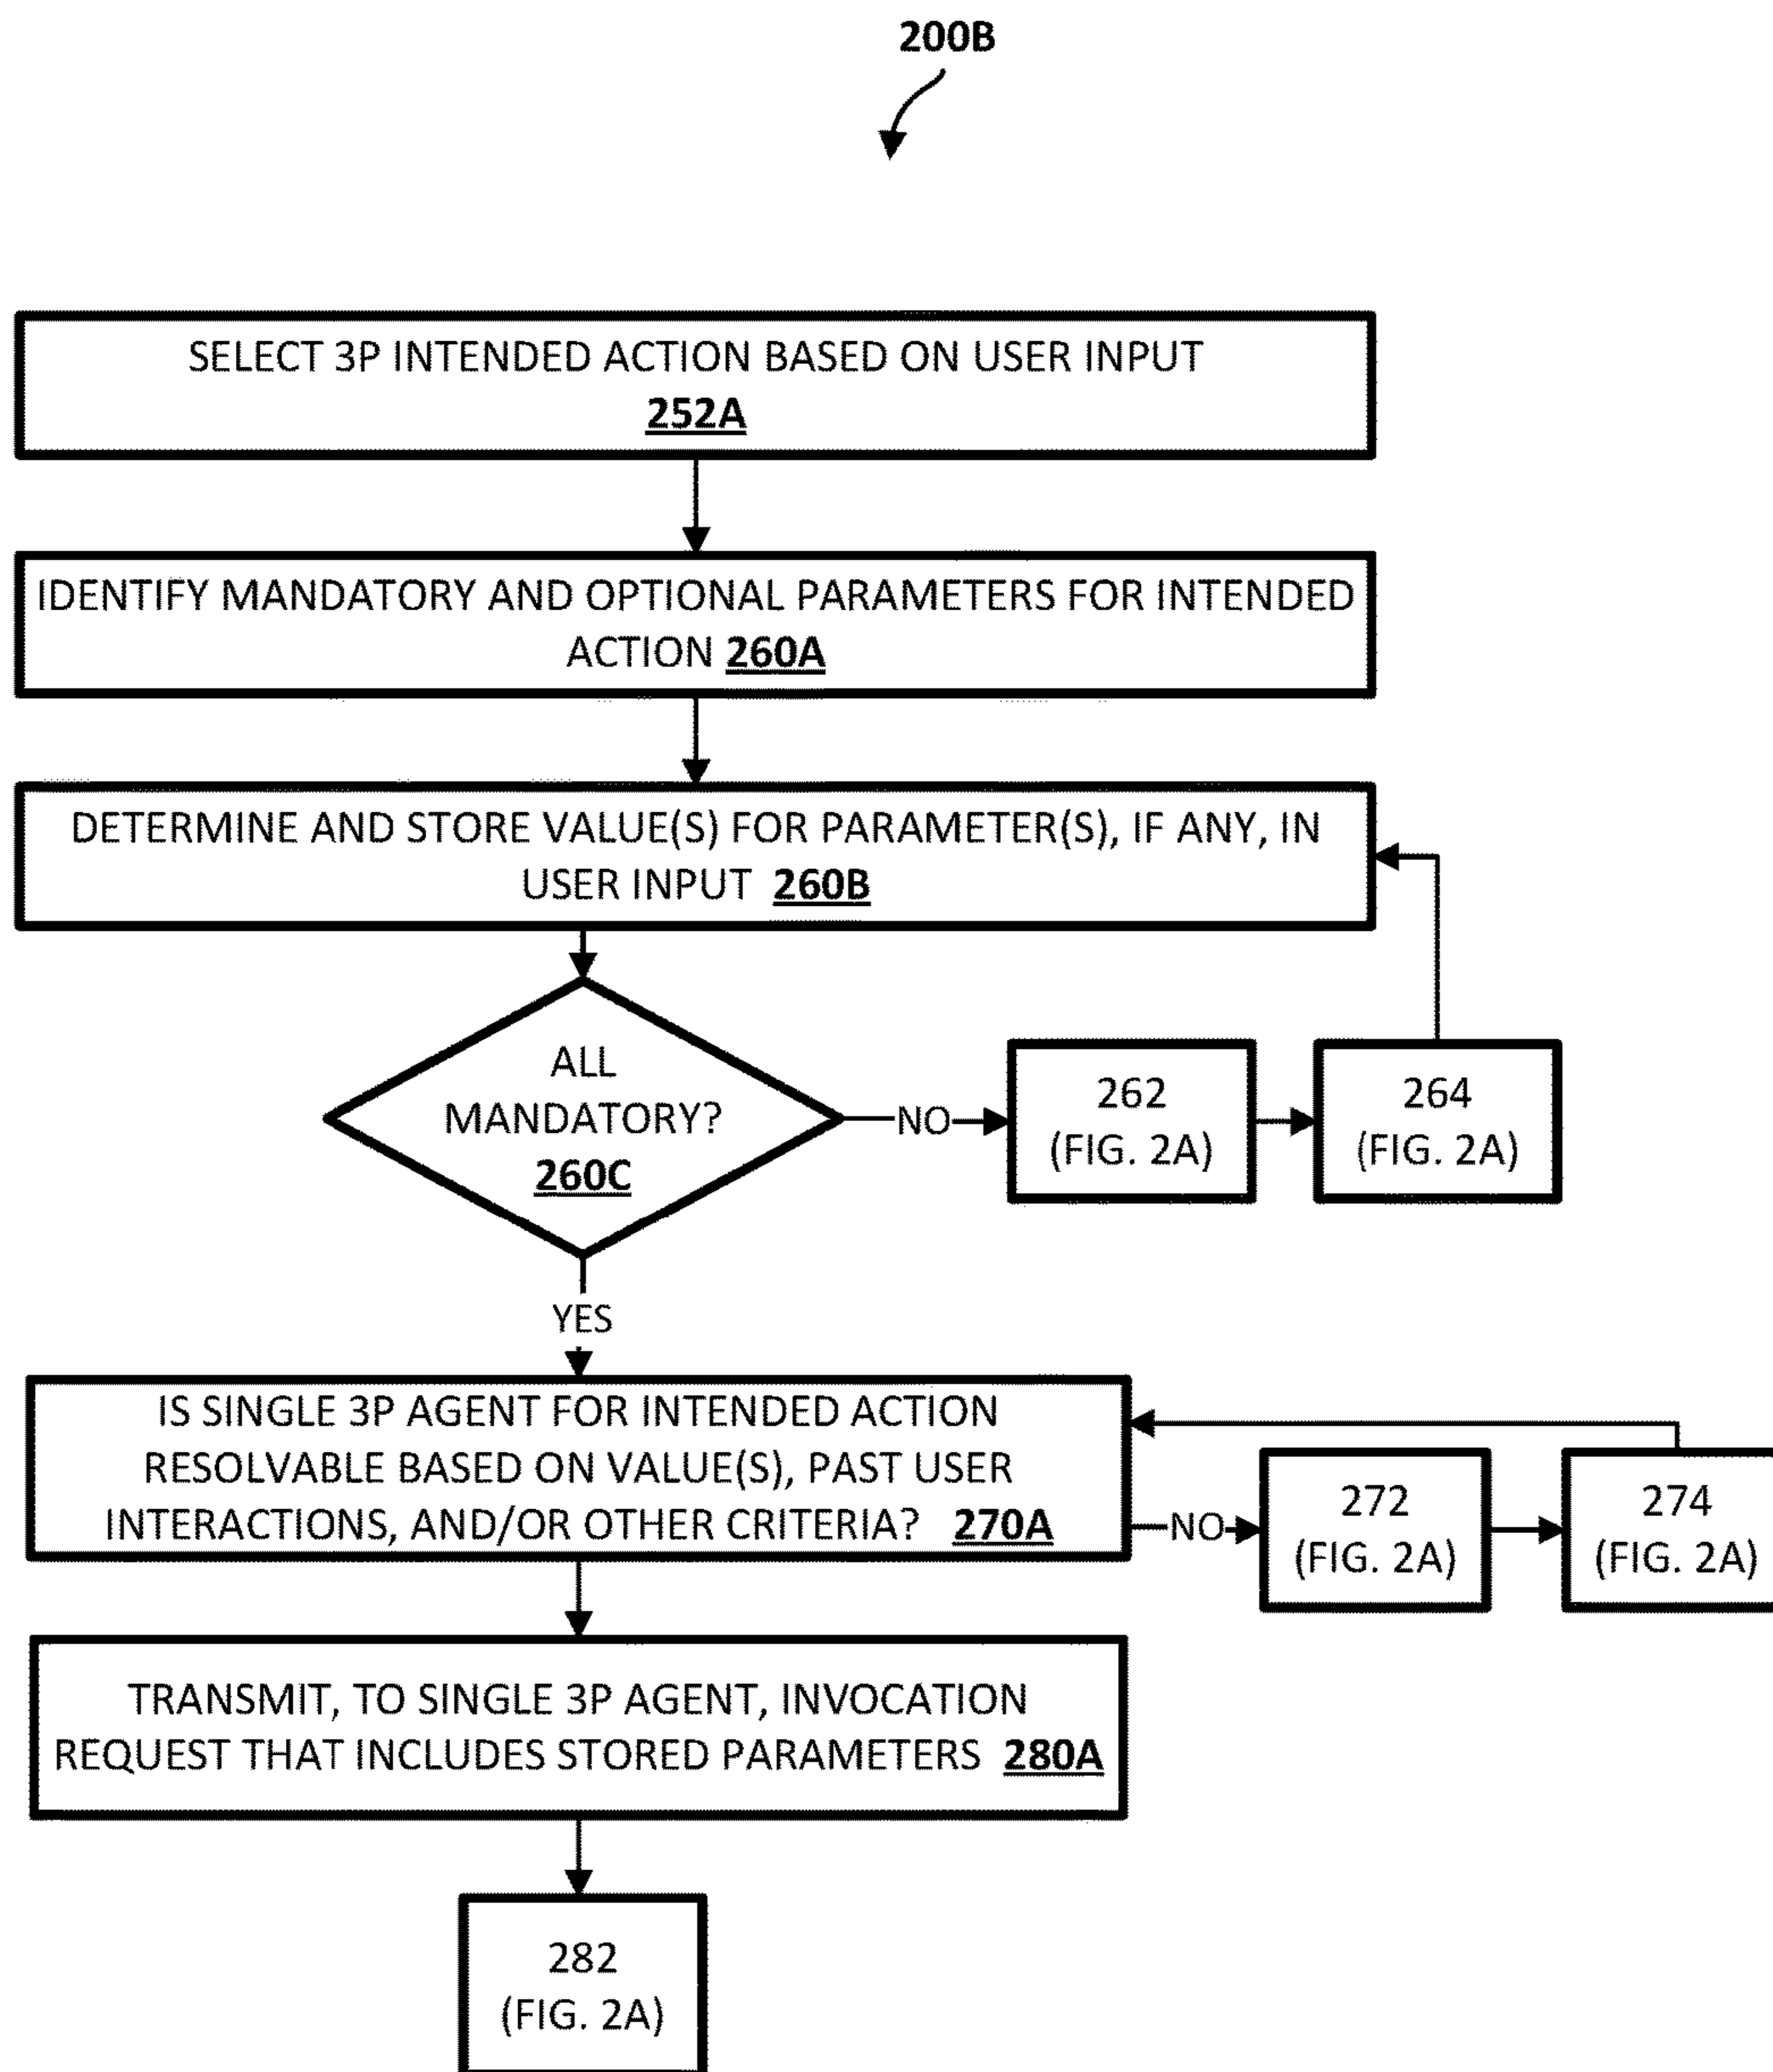 200B
SELECT 3P INTENDED ACTION BASED ON USER INPUT
252A
IDENTIFY MANDATORY AND OPTIONAL PARAMETERS FOR INTENDED
ACTION 260A
DETERMINE AND STORE VALUE(S) FOR PARAMETER(S), IF ANY, IN
USER INPUT 260B
ALL
MANDATORY?
260C
NO
262
(FIG. 2A)
264
(FIG. 2A)
YES
IS SINGLE 3P AGENT FOR INTENDED ACTION
RESOLVABLE BASED ON VALUE(S), PAST USER
INTERACTIONS, AND/OR OTHER CRITERIA? 270A
NO
272
(FIG. 2A)
274
(FIG. 2A)
TRANSMIT, TO SINGLE 3P AGENT, INVOCATION
REQUEST THAT INCLUDES STORED PARAMETERS 280A
282
(FIG. 2A)